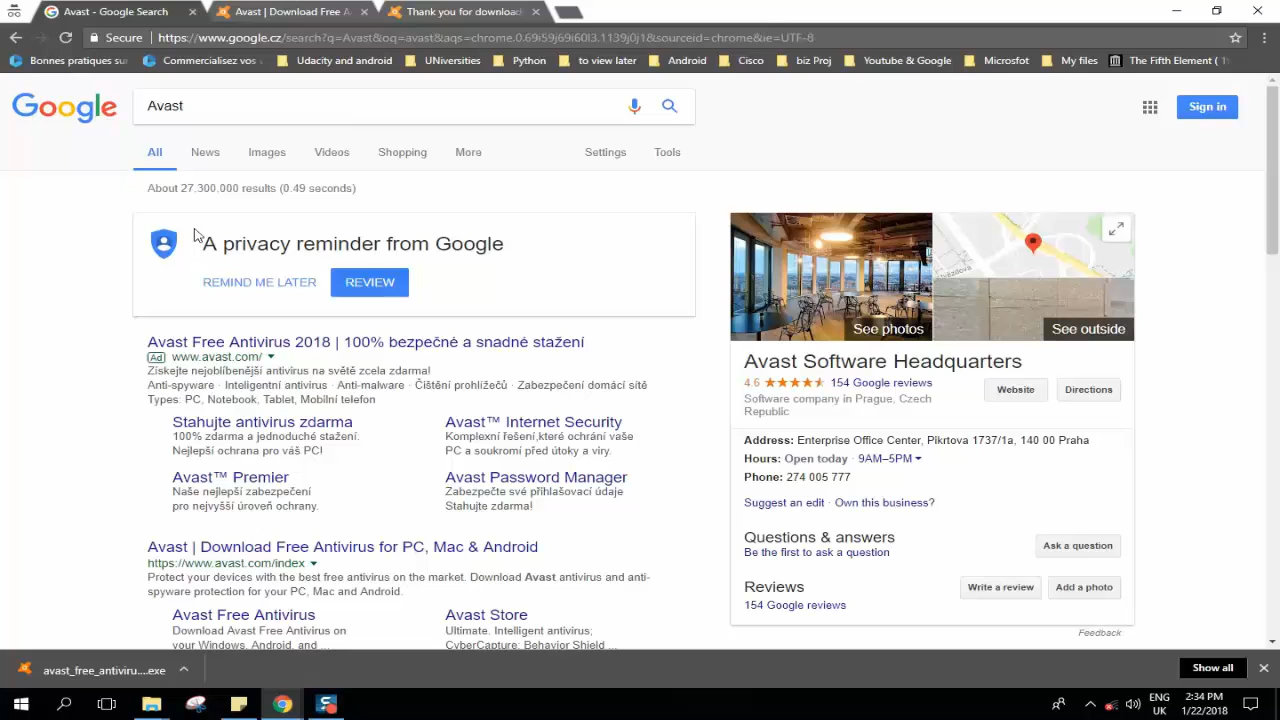 Avast - Google Search
Avast | Download Free A
Thank you for download
Secure
https://www.google.cz/search?q=Avast&oq=avast&aqs=chrome.0.69i59j69i60l3.1139j0j1&sourceid=chrome&ie=UTF-8
Bonnes pratiques sur
Commercialisez vos
Udacity and android
UNiversities
Python
to view later
Android
Cisco
biz Proj
Youtube & Google
Microsfot
My files
The Fifth Element (
Google
Avast
Sign in
All
News
Images
Videos
Shopping
More
Settings
Tools
About 27,300,000 results (0.49 seconds)
A privacy reminder from Google
REMIND ME LATER
REVIEW
Avast Free Antivirus 2018 | 100% bezpečné a snadné stažení
Ad www.avast.com/
Získejte nejoblíbenější antivirus na světě zcela zdarma!
Anti-spyware · Inteligentní antivirus · Anti-malware · Čištění prohlížečů · Zabezpečení domácí sítě
Types: PC, Notebook, Tablet, Mobilní telefon
Stahujte antivirus zdarma
100% zdarma a jednoduché stažení.
Nejlepší ochrana pro váš PC!
Avast™ Internet Security
Komplexní řešení,které ochrání vaše
PC a soukromí před útoky a viry.
Avast™ Premier
Naše nejlepší zabezpečení
pro nejvyšší úroveň ochrany.
Avast Password Manager
Zabezpečte své přihlašovací údaje
Stahujte zdarma!
Avast | Download Free Antivirus for PC, Mac & Android
https://www.avast.com/index
Protect your devices with the best free antivirus on the market. Download Avast antivirus and anti-
spyware protection for your PC, Mac and Android.
Avast Free Antivirus
Download Avast Free Antivirus on
your Windows, Android, and ...
Avast Store
Ultimate. Intelligent antivirus;
CyberCapture; Behavior Shield ...
See photos
See outside
Avast Software Headquarters
4.6
154 Google reviews
Software company in Prague, Czech
Republic
Website
Directions
Address: Enterprise Office Center, Pikrtova 1737/1a, 140 00 Praha
Hours: Open today · 9AM–5PM
Phone: 274 005 777
Suggest an edit · Own this business?
Questions & answers
Be the first to ask a question
Ask a question
Reviews
154 Google reviews
Write a review
Add a photo
Feedback
avast_free_antiviru....exe
Show all
ENG
UK
2:34 PM
1/22/2018